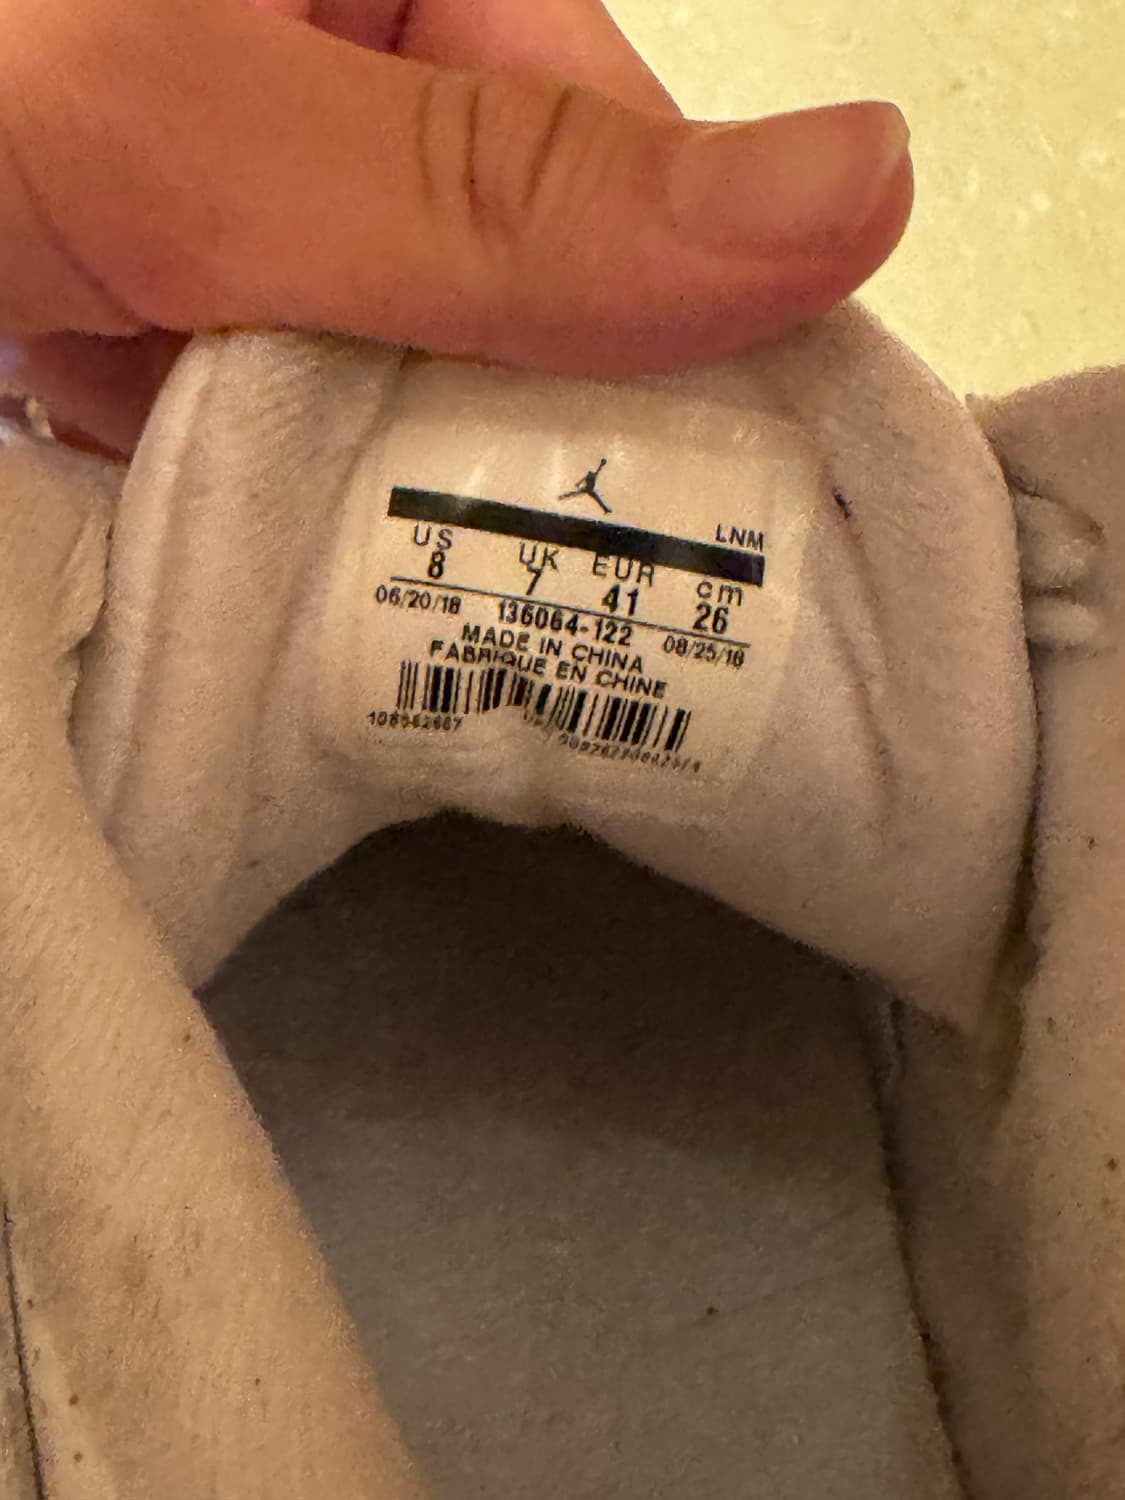 LNM
US UK EUR cm
8 7 41 26
06/20/18 136064-122 08/25/18
MADE IN CHINA
FABRIQUE EN CHINE